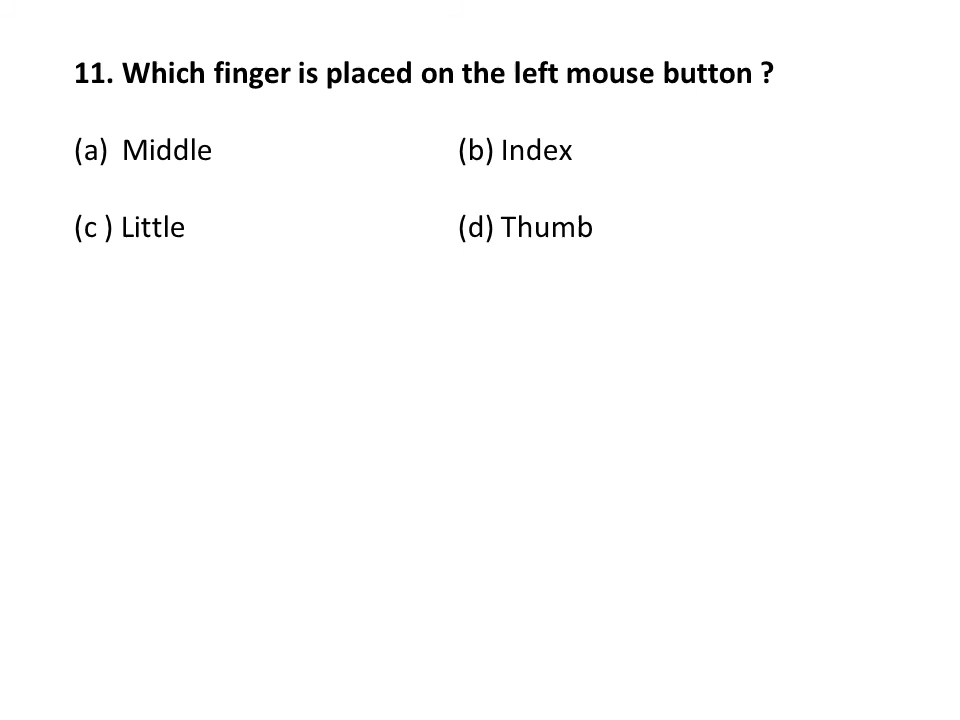 11. Which finger is placed on the left mouse button ?
(a)  Middle (b) Index
(c ) Little (d) Thumb